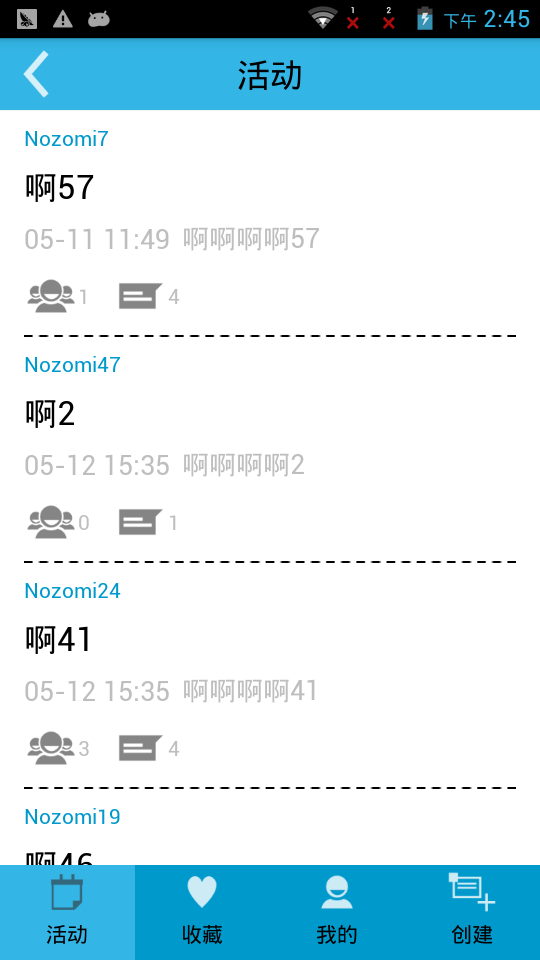 1 2 下午 2:45
活动
Nozomi7
啊57
05-11 11:49 啊啊啊啊57
1 4
Nozomi47
啊2
05-12 15:35 啊啊啊啊2
0 1
Nozomi24
啊41
05-12 15:35 啊啊啊啊41
3 4
Nozomi19
啊46
活动 收藏 我的 创建